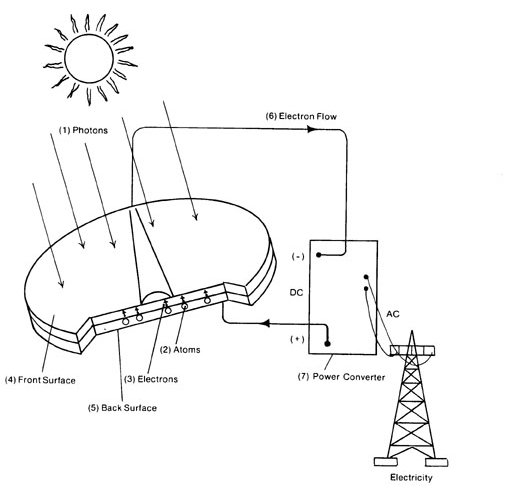 (6) Electron Flow
(1) Photons
(-)
DC
AC
(+)
(2) Atoms
(3) Electrons
(4) Front Surface
(7) Power Converter
(5) Back Surface
Electricity